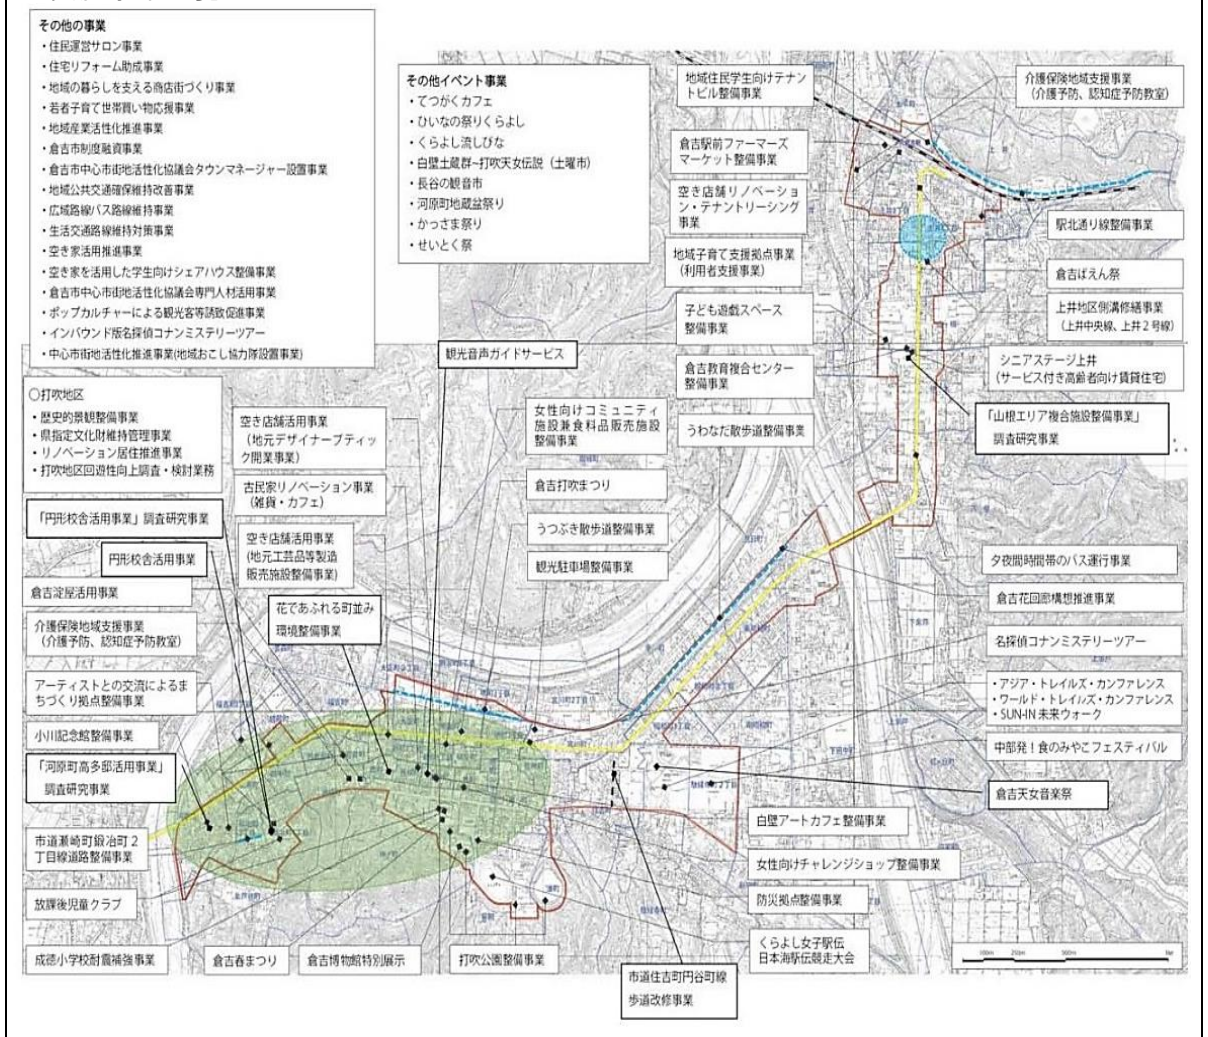 その他の事業
・住民運営サロン事業
・住宅リフォーム助成事業
・地域の暮らしを支える商店街づくり事業
・若者子育て世帯買い物応援事業
・地域産業活性化推進事業
・倉吉市制度融資事業
・倉吉市中心市街地活性化協議会タウンマネージャー設置事業
・地域公共交通確保維持改善事業
・広域路線バス路線維持事業
・生活交通路線維持対策事業
・空き家活用推進事業
・空き家を活用した学生向けシェアハウス整備事業
・倉吉市中心市街地活性化協議会専門人材活用事業
・ポップカルチャーによる観光客等誘致促進事業
・インバウンド版名探偵コナンミステリーツアー
・中心市街地活性化推進事業(地域おこし協力隊設置事業)
その他イベント事業
・てつがくカフェ
・ひいなの祭りくらよし
・くらよし流しびな
・白壁土蔵群~打吹天女伝説（土曜市）
・長谷の観音市
・河原町地蔵盆祭り
・かっさま祭り
・せいとく祭
地域住民学生向けテナン
トビル整備事業
倉吉駅前ファーマーズ
マーケット整備事業
空き店舗リノベーショ
ン・テナントリーシング
事業
地域子育て支援拠点事業
（利用者支援事業）
子ども遊戯スペース
整備事業
倉吉教育複合センター
整備事業
うわなだ散歩道整備事業
介護保険地域支援事業
（介護予防、認知症予防教室）
駅北通り線整備事業
倉吉ばえん祭
上井地区側溝修繕事業
（上井中央線、上井２号線）
シニアステージ上井
（サービス付き高齢者向け賃貸住宅）
「山根エリア複合施設整備事業」
調査研究事業
観光音声ガイドサービス
○打吹地区
・歴史的景観整備事業
・県指定文化財維持管理事業
・リノベーション居住推進事業
・打吹地区回遊性向上調査・検討業務
空き店舗活用事業
（地元デザイナーブティッ
ク開業事業）
古民家リノベーション事業
（雑貨・カフェ）
空き店舗活用事業
(地元工芸品等製造
販売施設整備事業)
女性向けコミュニティ
施設兼食料品販売施設
整備事業
倉吉打吹まつり
うつぶき散歩道整備事業
観光駐車場整備事業
「円形校舎活用事業」調査研究事業
円形校舎活用事業
倉吉淀屋活用事業
花であふれる町並み
環境整備事業
介護保険地域支援事業
（介護予防、認知症予防教室）
アーティストとの交流によるま
ちづくり拠点整備事業
小川記念館整備事業
「河原町高多邸活用事業」
調査研究事業
市道瀬崎町鍛冶町２
丁目線道路整備事業
放課後児童クラブ
成徳小学校耐震補強事業
倉吉春まつり
倉吉博物館特別展示
打吹公園整備事業
市道住吉町円谷町線
歩道改修事業
夕夜間時間帯のバス運行事業
倉吉花回廊構想推進事業
名探偵コナンミステリーツアー
・アジア・トレイルズ・カンファレンス
・ワールド・トレイルズ・カンファレンス
・SUN-IN 未来ウォーク
中部発！食のみやこフェスティバル
倉吉天女音楽祭
白壁アートカフェ整備事業
女性向けチャレンジショップ整備事業
防災拠点整備事業
くらよし女子駅伝
日本海駅伝競走大会
100m 250m 500m 1km